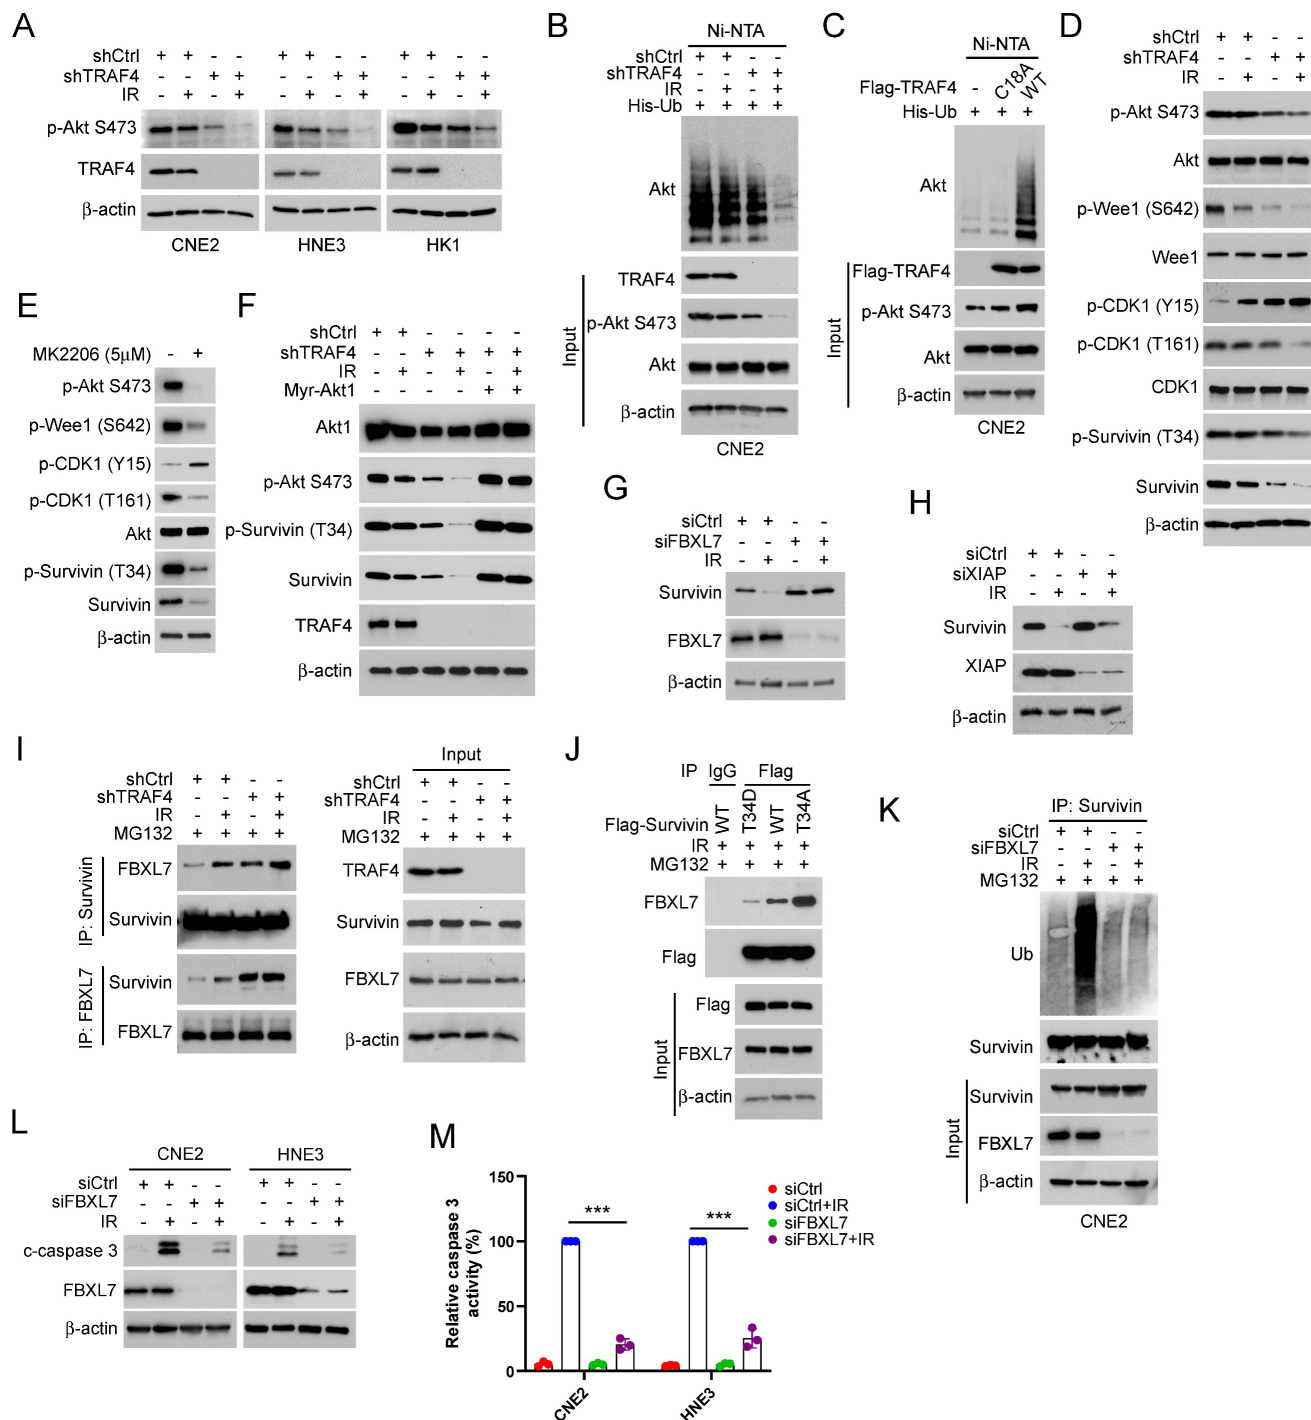 A
shCtrl + + - - + + - - + + - -
shTRAF4 - - + + - - + + - - + +
IR - + - + - + - + - + - +
p-Akt S473
TRAF4
β-actin
CNE2 HNE3 HK1
B
Ni-NTA
shCtrl + + - -
shTRAF4 - - + +
IR - + - +
His-Ub + + + +
Akt
Input
TRAF4
p-Akt S473
Akt
β-actin
CNE2
C
Ni-NTA
Flag-TRAF4 - C18A WT
His-Ub + + +
Akt
Input
Flag-TRAF4
p-Akt S473
Akt
β-actin
CNE2
D
shCtrl + + - -
shTRAF4 - - + +
IR - + - +
p-Akt S473
Akt
p-Wee1 (S642)
Wee1
p-CDK1 (Y15)
p-CDK1 (T161)
CDK1
p-Survivin (T34)
Survivin
β-actin
E
MK2206 (5μM) - +
p-Akt S473
p-Wee1 (S642)
p-CDK1 (Y15)
p-CDK1 (T161)
Akt
p-Survivin (T34)
Survivin
β-actin
F
shCtrl + + - - - -
shTRAF4 - - + + + +
IR - + - + - +
Myr-Akt1 - - - - + +
Akt1
p-Akt S473
p-Survivin (T34)
Survivin
TRAF4
β-actin
G
siCtrl + + - -
siFBXL7 - - + +
IR - + - +
Survivin
FBXL7
β-actin
H
siCtrl + + - -
siXIAP - - + +
IR - + - +
Survivin
XIAP
β-actin
I
shCtrl + + - -
shTRAF4 - - + +
IR - + - +
MG132 + + + +
IP: Survivin
FBXL7
Survivin
IP: FBXL7
Survivin
FBXL7
Input
shCtrl + + - -
shTRAF4 - - + +
IR - + - +
MG132 + + + +
TRAF4
Survivin
FBXL7
β-actin
J
IP IgG Flag
Flag-Survivin WT T34D WT T34A
IR + + + +
MG132 + + + +
FBXL7
Flag
Input
Flag
FBXL7
β-actin
K
IP: Survivin
siCtrl + + - -
siFBXL7 - - + +
IR - + - +
MG132 + + + +
Ub
Survivin
Input
Survivin
FBXL7
β-actin
CNE2
L
CNE2 HNE3
siCtrl + + - - + + - -
siFBXL7 - - + + - - + +
IR - + - + - + - +
c-caspase 3
FBXL7
β-actin
M
Relative caspase 3
activity (%)
150
100
50
0
*** ***
CNE2 HNE3
siCtrl
siCtrl+IR
siFBXL7
siFBXL7+IR